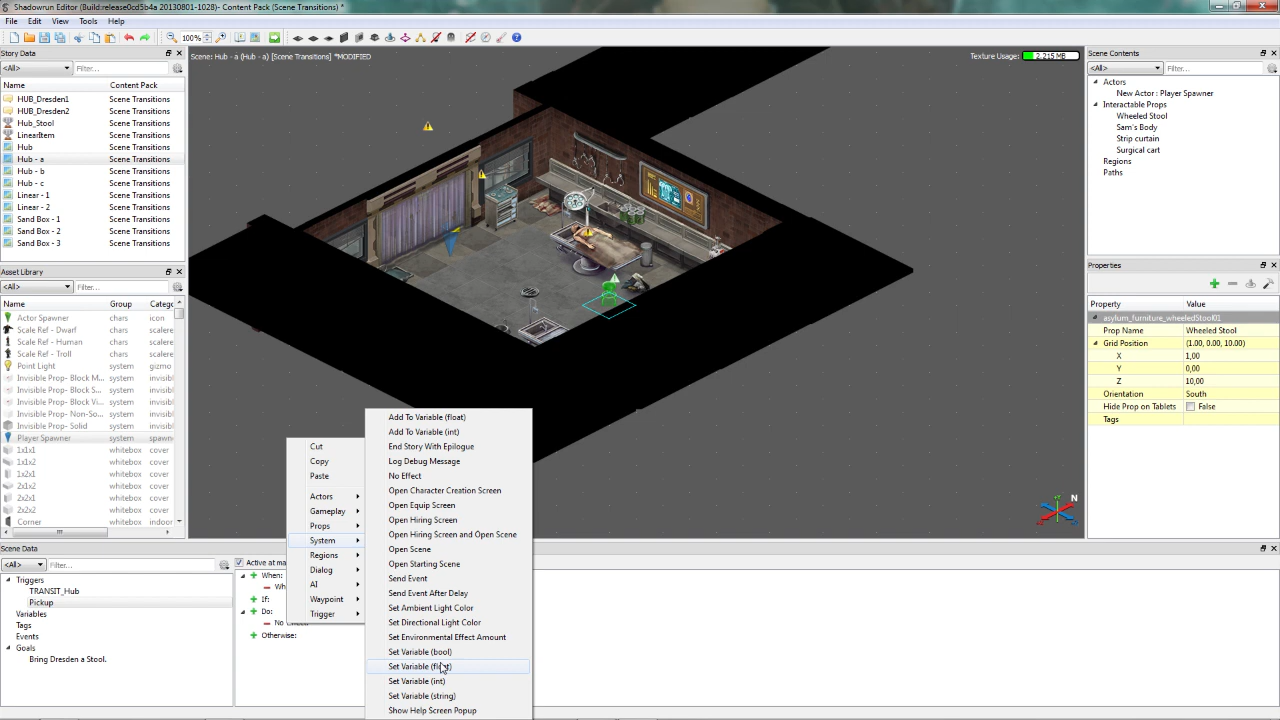 Shadowrun Editor (Build:release0cd5b4a 20130801-1028)- Content Pack (Scene Transitions) *
File Edit View Tools Help
100%
Story Data
<All> Filter...
Name Content Pack
HUB_Dresden1 Scene Transitions
HUB_Dresden2 Scene Transitions
Hub_Stool Scene Transitions
LinearItem Scene Transitions
Hub Scene Transitions
Hub - a Scene Transitions
Hub - b Scene Transitions
Hub - c Scene Transitions
Linear - 1 Scene Transitions
Linear - 2 Scene Transitions
Sand Box - 1 Scene Transitions
Sand Box - 2 Scene Transitions
Sand Box - 3 Scene Transitions
Asset Library
<All> Filter...
Name Group Catego
Actor Spawner chars icon
Scale Ref - Dwarf chars scalere
Scale Ref - Human chars scalere
Scale Ref - Troll chars scalere
Point Light system gizmo
Invisible Prop- Block M... system invisibl
Invisible Prop- Block S... system invisibl
Invisible Prop- Non-So... system invisibl
Invisible Prop- Solid system invisibl
Player Spawner system spawn
1x1x1 whitebox cover
1x1x2 whitebox cover
1x2x1 whitebox cover
2x1x2 whitebox cover
2x2x1 whitebox cover
2x2x2 whitebox cover
Corner whitebox indoor
Scene: Hub - a (Hub - a) [Scene Transitions] *MODIFIED
Texture Usage: 2.215 MB
N
Scene Contents
<All> Filter...
Actors
New Actor : Player Spawner
Interactable Props
Wheeled Stool
Sam's Body
Strip curtain
Surgical cart
Regions
Paths
Properties
Property Value
asylum_furniture_wheeledStool01
Prop Name Wheeled Stool
Grid Position (1.00, 0.00, 10.00)
X 1,00
Y 0,00
Z 10,00
Orientation South
Hide Prop on Tablets False
Tags
Scene Data
<All> Filter...
Triggers
TRANSIT_Hub
Pickup
Variables
Tags
Events
Goals
Bring Dresden a Stool.
Active at ma
When:
Wh
If:
Do:
No
Otherwise:
Cut
Copy
Paste
Actors
Gameplay
Props
System
Regions
Dialog
AI
Waypoint
Trigger
Add To Variable (float)
Add To Variable (int)
End Story With Epilogue
Log Debug Message
No Effect
Open Character Creation Screen
Open Equip Screen
Open Hiring Screen
Open Hiring Screen and Open Scene
Open Scene
Open Starting Scene
Send Event
Send Event After Delay
Set Ambient Light Color
Set Directional Light Color
Set Environmental Effect Amount
Set Variable (bool)
Set Variable (float)
Set Variable (int)
Set Variable (string)
Show Help Screen Popup